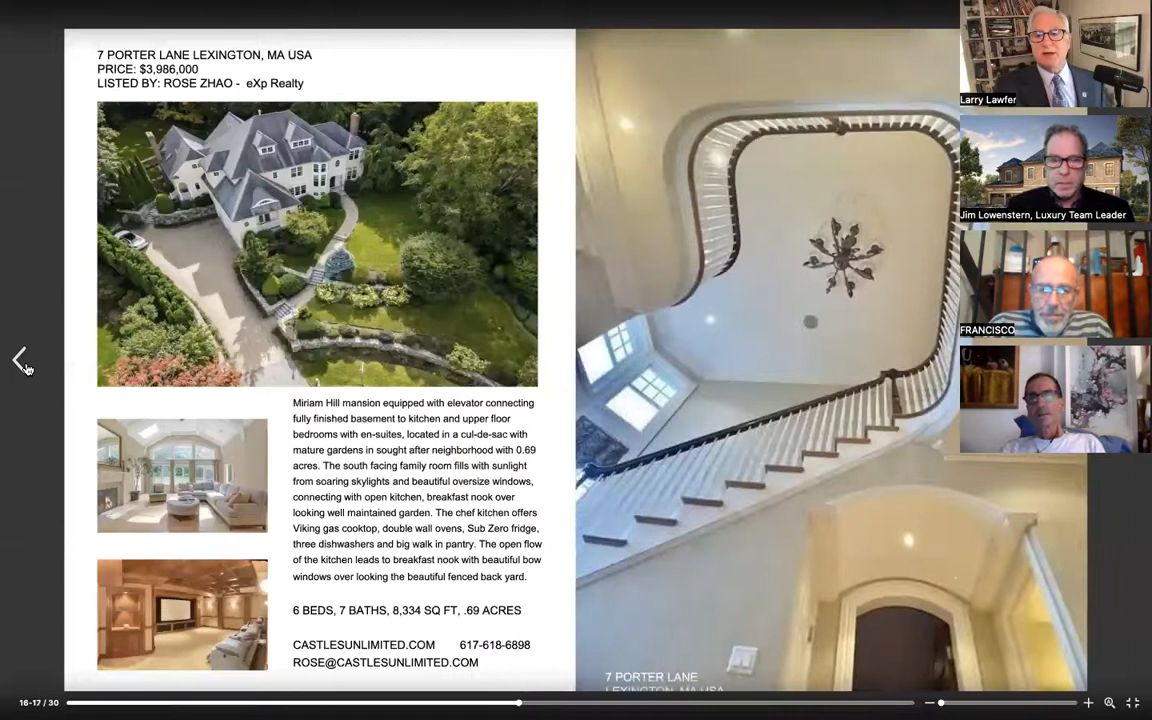 7 PORTER LANE LEXINGTON, MA USA
PRICE: $3,986,000
LISTED BY: ROSE ZHAO - eXp Realty
Miriam Hill mansion equipped with elevator connecting
fully finished basement to kitchen and upper floor
bedrooms with en-suites, located in a cul-de-sac with
mature gardens in sought after neighborhood with 0.69
acres. The south facing family room fills with sunlight
from soaring skylights and beautiful oversize windows,
connecting with open kitchen, breakfast nook over
looking well maintained garden. The chef kitchen offers
Viking gas cooktop, double wall ovens, Sub Zero fridge,
three dishwashers and big walk in pantry. The open flow
of the kitchen leads to breakfast nook with beautiful bow
windows over looking the beautiful fenced back yard.
6 BEDS, 7 BATHS, 8,334 SQ FT, .69 ACRES
CASTLESUNLIMITED.COM 617-618-6898
ROSE@CASTLESUNLIMITED.COM
7 PORTER LANE
LEXINGTON, MA USA
Larry Lawfer
Jim Lowenstern, Luxury Team Leader
FRANCISCO
16-17 / 30